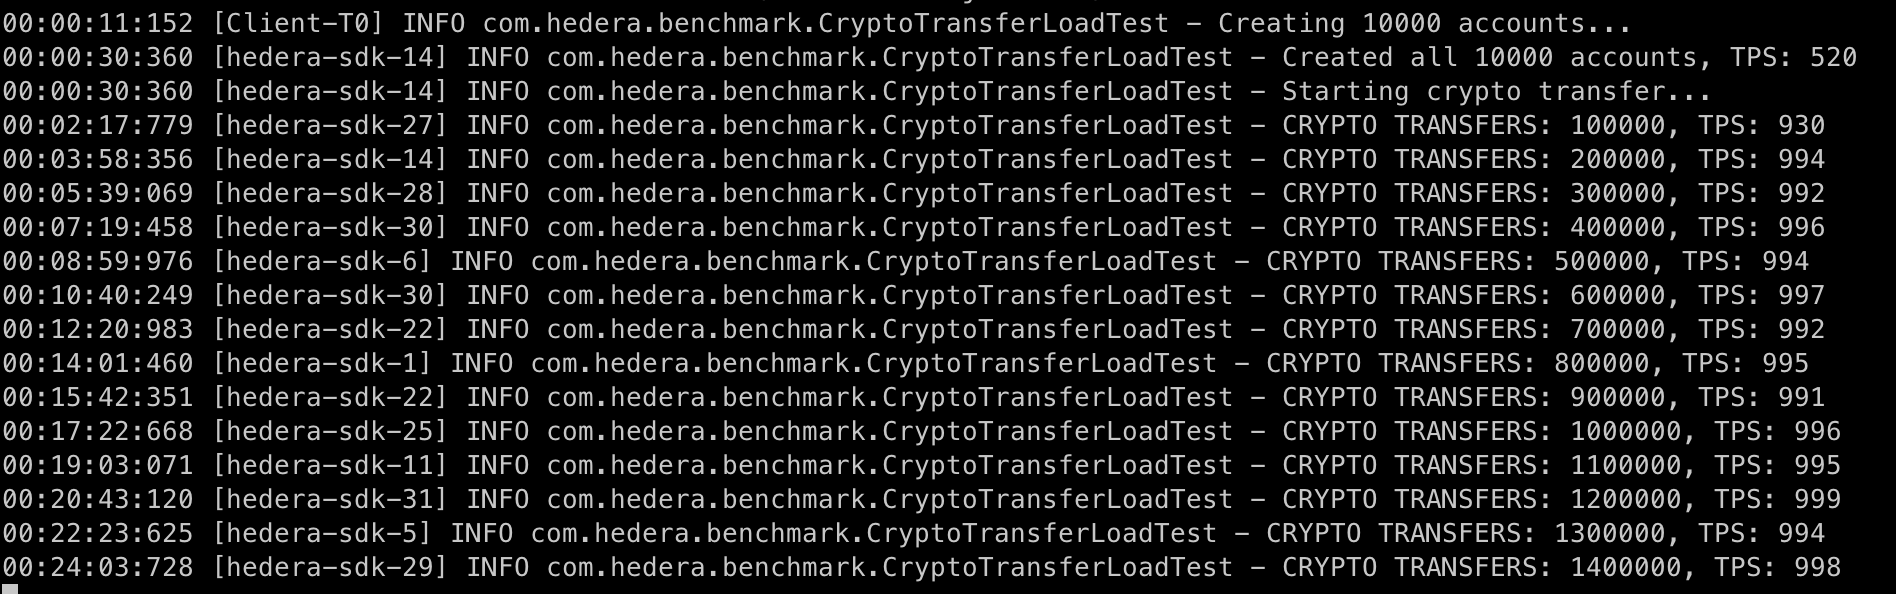 00:00:11:152 [Client-T0] INFO com.hedera.benchmark.CryptoTransferLoadTest - Creating 10000 accounts...
00:00:30:360 [hedera-sdk-14] INFO com.hedera.benchmark.CryptoTransferLoadTest - Created all 10000 accounts, TPS: 520
00:00:30:360 [hedera-sdk-14] INFO com.hedera.benchmark.CryptoTransferLoadTest - Starting crypto transfer...
00:02:17:779 [hedera-sdk-27] INFO com.hedera.benchmark.CryptoTransferLoadTest - CRYPTO TRANSFERS: 100000, TPS: 930
00:03:58:356 [hedera-sdk-14] INFO com.hedera.benchmark.CryptoTransferLoadTest - CRYPTO TRANSFERS: 200000, TPS: 994
00:05:39:069 [hedera-sdk-28] INFO com.hedera.benchmark.CryptoTransferLoadTest - CRYPTO TRANSFERS: 300000, TPS: 992
00:07:19:458 [hedera-sdk-30] INFO com.hedera.benchmark.CryptoTransferLoadTest - CRYPTO TRANSFERS: 400000, TPS: 996
00:08:59:976 [hedera-sdk-6] INFO com.hedera.benchmark.CryptoTransferLoadTest - CRYPTO TRANSFERS: 500000, TPS: 994
00:10:40:249 [hedera-sdk-30] INFO com.hedera.benchmark.CryptoTransferLoadTest - CRYPTO TRANSFERS: 600000, TPS: 997
00:12:20:983 [hedera-sdk-22] INFO com.hedera.benchmark.CryptoTransferLoadTest - CRYPTO TRANSFERS: 700000, TPS: 992
00:14:01:460 [hedera-sdk-1] INFO com.hedera.benchmark.CryptoTransferLoadTest - CRYPTO TRANSFERS: 800000, TPS: 995
00:15:42:351 [hedera-sdk-22] INFO com.hedera.benchmark.CryptoTransferLoadTest - CRYPTO TRANSFERS: 900000, TPS: 991
00:17:22:668 [hedera-sdk-25] INFO com.hedera.benchmark.CryptoTransferLoadTest - CRYPTO TRANSFERS: 1000000, TPS: 996
00:19:03:071 [hedera-sdk-11] INFO com.hedera.benchmark.CryptoTransferLoadTest - CRYPTO TRANSFERS: 1100000, TPS: 995
00:20:43:120 [hedera-sdk-31] INFO com.hedera.benchmark.CryptoTransferLoadTest - CRYPTO TRANSFERS: 1200000, TPS: 999
00:22:23:625 [hedera-sdk-5] INFO com.hedera.benchmark.CryptoTransferLoadTest - CRYPTO TRANSFERS: 1300000, TPS: 994
00:24:03:728 [hedera-sdk-29] INFO com.hedera.benchmark.CryptoTransferLoadTest - CRYPTO TRANSFERS: 1400000, TPS: 998